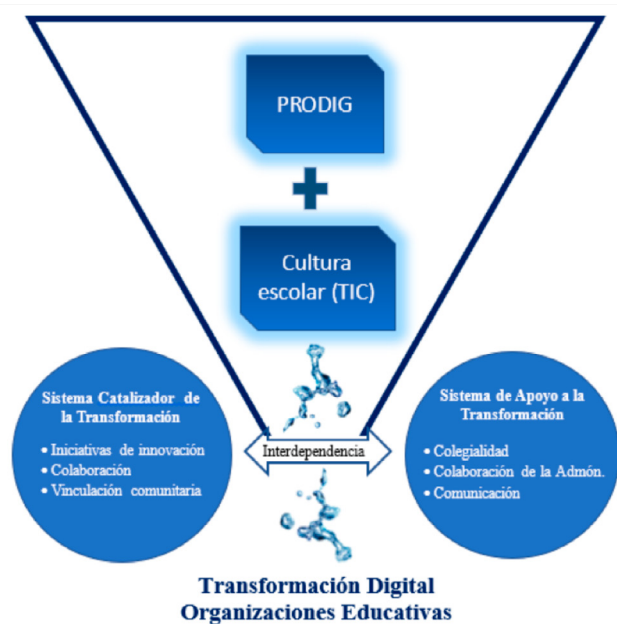 PRODIG
Cultura
escolar (TIC)
Sistema Catalizador de
la Transformación
• Iniciativas de innovación
• Colaboración
• Vinculación comunitaria
Interdependencia
Sistema de Apoyo a la
Transformación
• Colegialidad
• Colaboración de la Admón.
• Comunicación
Transformación Digital
Organizaciones Educativas